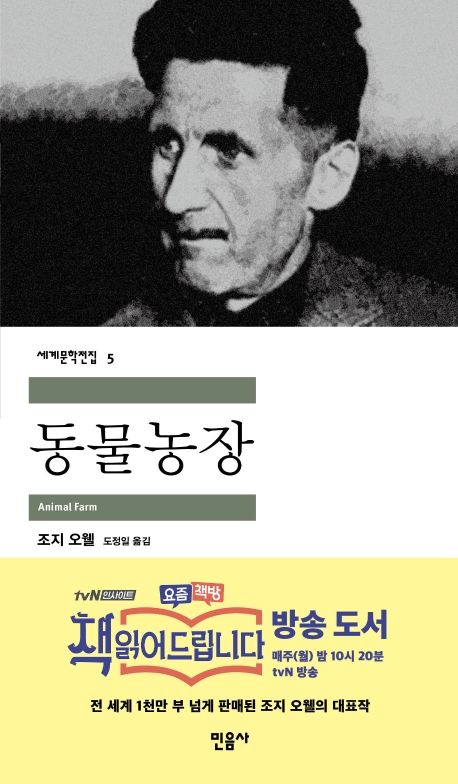 세계문학전집 5
동물농장
Animal Farm
조지 오웰 도정일 옮김
tvN 인사이트
요즘 책방
책 읽어드립니다
방송 도서
매주(월) 밤 10시 20분
tvN 방송
전 세계 1천만 부 넘게 판매된 조지 오웰의 대표작
민음사